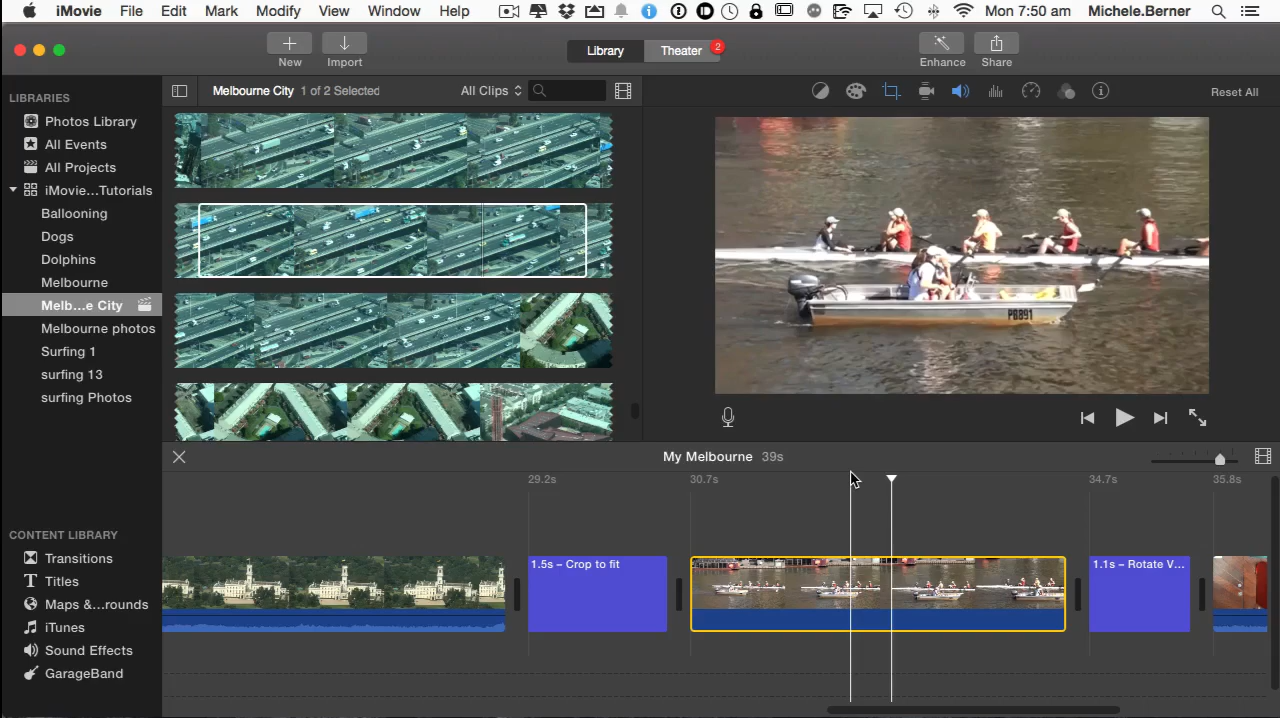 iMovie File Edit Mark Modify View Window Help Mon 7:50 am Michele.Berner
New Import Library Theater 2 Enhance Share
LIBRARIES
Photos Library
All Events
All Projects
iMovie...Tutorials
Ballooning
Dogs
Dolphins
Melbourne
Melb...e City
Melbourne photos
Surfing 1
surfing 13
surfing Photos
CONTENT LIBRARY
Transitions
Titles
Maps &...rounds
iTunes
Sound Effects
GarageBand
Melbourne City 1 of 2 Selected All Clips
Reset All
PB891
My Melbourne 39s
29.2s 30.7s 34.7s 35.8s
1.5s – Crop to fit
1.1s – Rotate V...